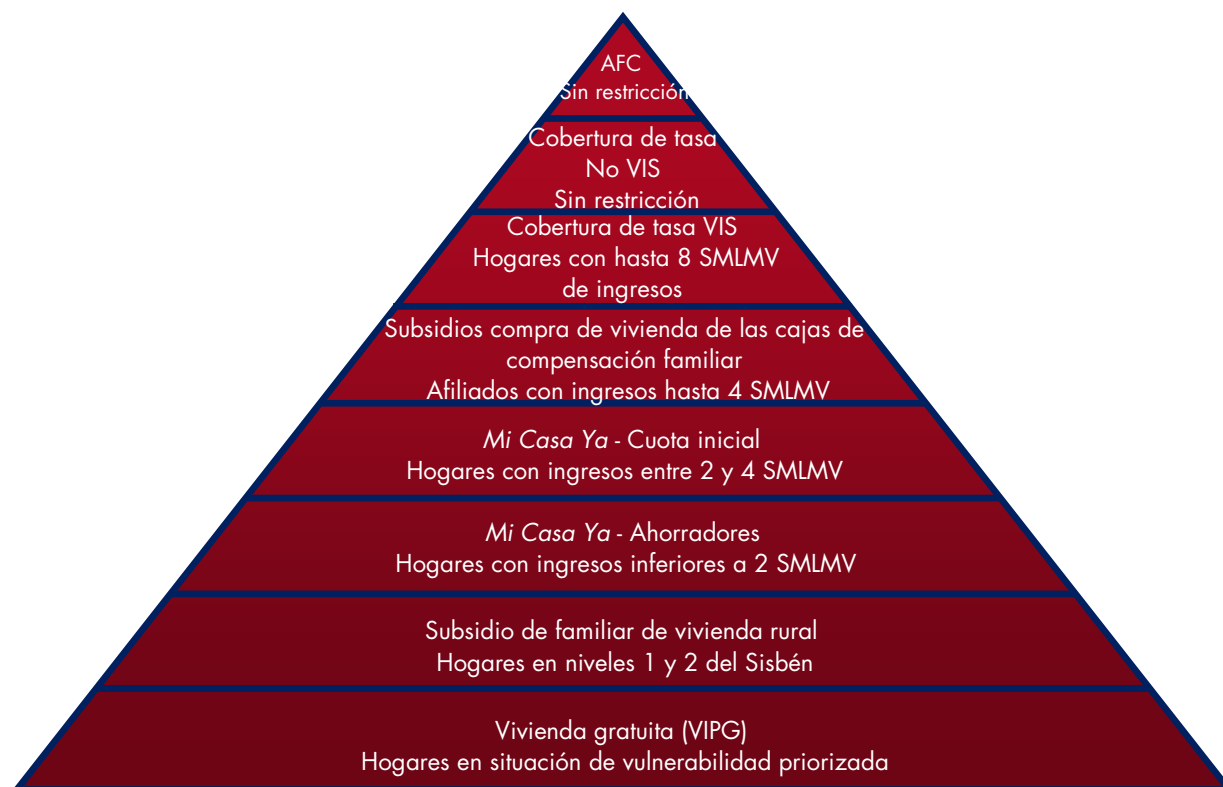 AFC
Sin restricción
Cobertura de tasa
No VIS
Sin restricción
Cobertura de tasa VIS
Hogares con hasta 8 SMLMV
de ingresos
Subsidios compra de vivienda de las cajas de
compensación familiar
Afiliados con ingresos hasta 4 SMLMV
Mi Casa Ya - Cuota inicial
Hogares con ingresos entre 2 y 4 SMLMV
Mi Casa Ya - Ahorradores
Hogares con ingresos inferiores a 2 SMLMV
Subsidio de familiar de vivienda rural
Hogares en niveles 1 y 2 del Sisbén
Vivienda gratuita (VIPG)
Hogares en situación de vulnerabilidad priorizada